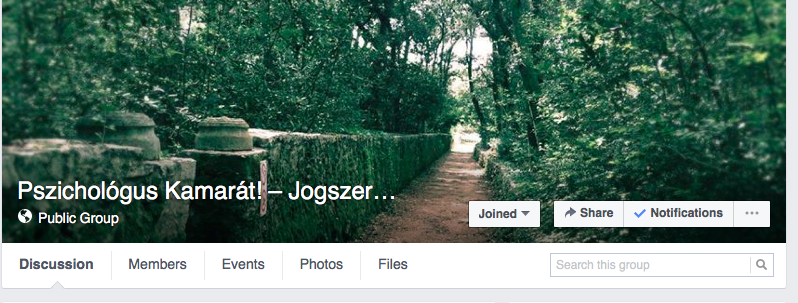 Pszichológus Kamarát! – Jogszer…
Public Group
Joined
Share
Notifications
Discussion
Members
Events
Photos
Files
Search this group